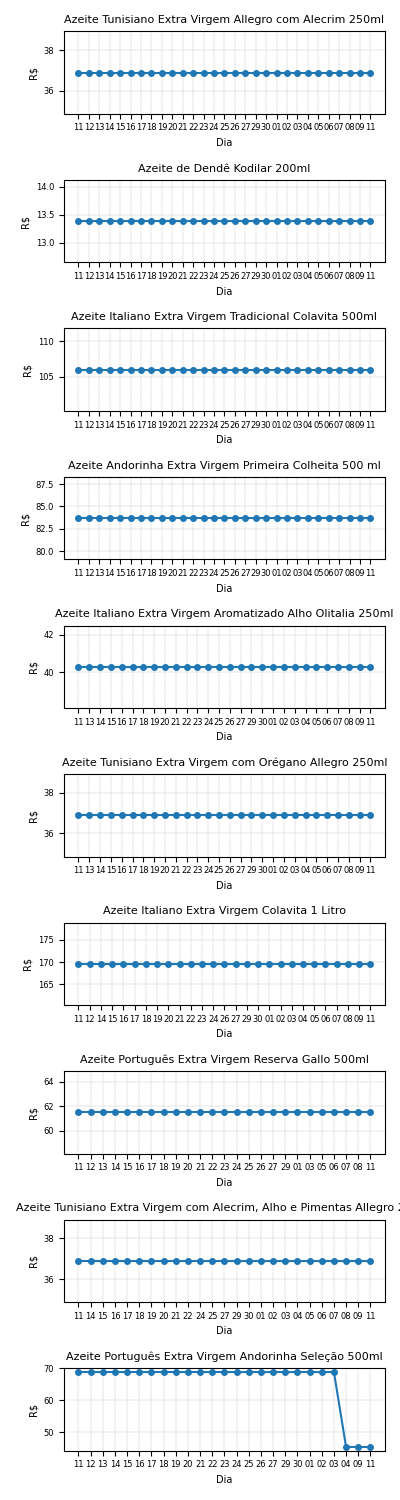 Azeite Tunisiano Extra Virgem Allegro com Alecrim 250ml
38
36
R$
11 12 13 14 15 16 17 18 19 20 21 22 23 24 25 26 27 29 30 01 02 03 04 05 06 07 08 09 11
Dia
Azeite de Dendê Kodilar 200ml
14.0
13.5
13.0
R$
11 12 13 14 15 16 17 18 19 20 21 22 23 24 25 26 27 29 30 01 02 03 04 05 06 07 08 09 11
Dia
Azeite Italiano Extra Virgem Tradicional Colavita 500ml
110
105
R$
11 12 13 14 15 16 17 18 19 20 21 22 23 24 25 26 27 29 30 01 02 03 04 05 06 07 08 09 11
Dia
Azeite Andorinha Extra Virgem Primeira Colheita 500 ml
87.5
85.0
82.5
80.0
R$
11 12 13 14 15 16 17 18 19 20 21 22 23 24 25 26 27 29 30 01 02 03 04 05 06 07 08 09 11
Dia
Azeite Italiano Extra Virgem Aromatizado Alho Olitalia 250ml
42
40
R$
11 13 14 15 16 17 18 19 20 21 22 23 24 25 26 27 29 30 01 02 03 04 05 06 07 08 09 11
Dia
Azeite Tunisiano Extra Virgem com Orégano Allegro 250ml
38
36
R$
11 12 13 14 15 16 17 18 19 20 21 22 23 24 25 26 27 29 30 01 02 03 04 05 06 07 08 11
Dia
Azeite Italiano Extra Virgem Colavita 1 Litro
175
170
165
R$
11 12 13 14 15 16 17 18 19 20 21 22 23 24 26 27 29 30 01 02 03 04 05 06 07 08 11
Dia
Azeite Português Extra Virgem Reserva Gallo 500ml
64
62
60
R$
11 12 13 14 15 16 17 18 19 20 21 22 23 24 25 26 27 29 01 03 05 06 07 08 11
Dia
Azeite Tunisiano Extra Virgem com Alecrim, Alho e Pimentas Allegro
38
36
R$
11 14 15 16 17 18 19 20 21 22 23 24 25 27 29 30 01 02 03 04 05 06 07 08 11
Dia
Azeite Português Extra Virgem Andorinha Seleção 500ml
70
60
50
R$
11 12 13 14 15 16 17 18 19 20 21 22 23 24 25 26 27 29 30 01 02 03 04 09 11
Dia